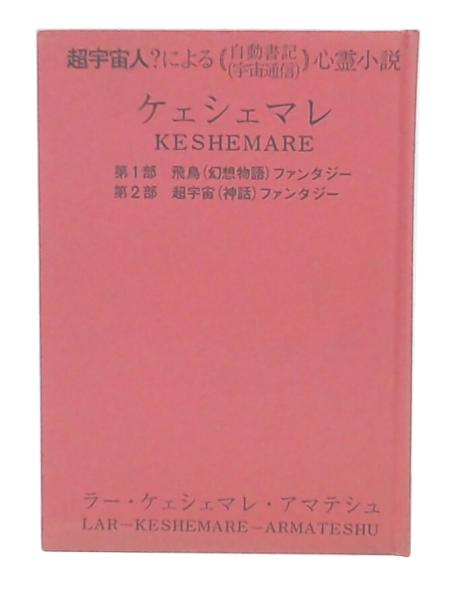 超宇宙人?による《自動書記(宇宙通信)》心霊小説
ケェシェマレ
KESHEMARE
第1部 飛鳥(幻想物語)ファンタジー
第2部 超宇宙(神話)ファンタジー
ラー・ケェシェマレ・アマテシュ
LAR-KESHEMARE-ARMATESHU